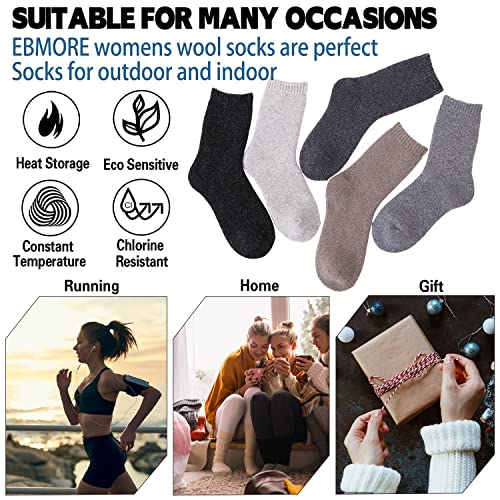 SUITABLE FOR MANY OCCASIONS
EBMORE womens wool socks are perfect
Socks for outdoor and indoor
Heat Storage
Eco Sensitive
Cl
Constant
Temperature
Chlorine
Resistant
Running
Home
Gift